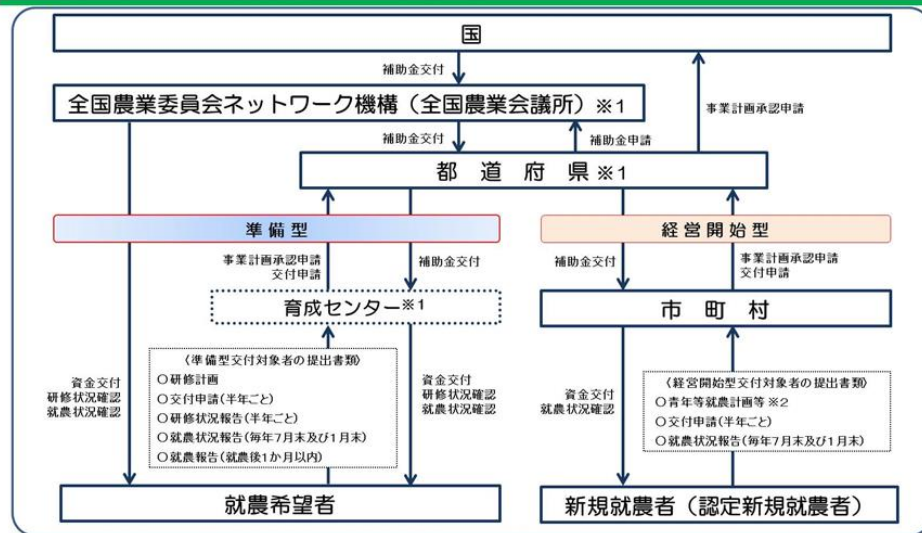 国
補助金交付
全国農業委員会ネットワーク機構（全国農業会議所）※1
事業計画承認申請
補助金交付
補助金申請
都道府県※1
準備型
経営開始型
事業計画承認申請
交付申請
補助金交付
補助金交付
事業計画承認申請
交付申請
育成センター※1
市町村
資金交付
研修状況確認
就農状況確認
〈準備型交付対象者の提出書類〉
○研修計画
○交付申請(半年ごと)
○研修状況報告(半年ごと)
○就農状況報告(毎年7月末及び1月末)
○就農報告(就農後1か月以内)
資金交付
研修状況確認
就農状況確認
資金交付
就農状況確認
〈経営開始型交付対象者の提出書類〉
○青年等就農計画等※2
○交付申請(半年ごと)
○就農状況報告(毎年7月末及び1月末)
就農希望者
新規就農者（認定新規就農者）